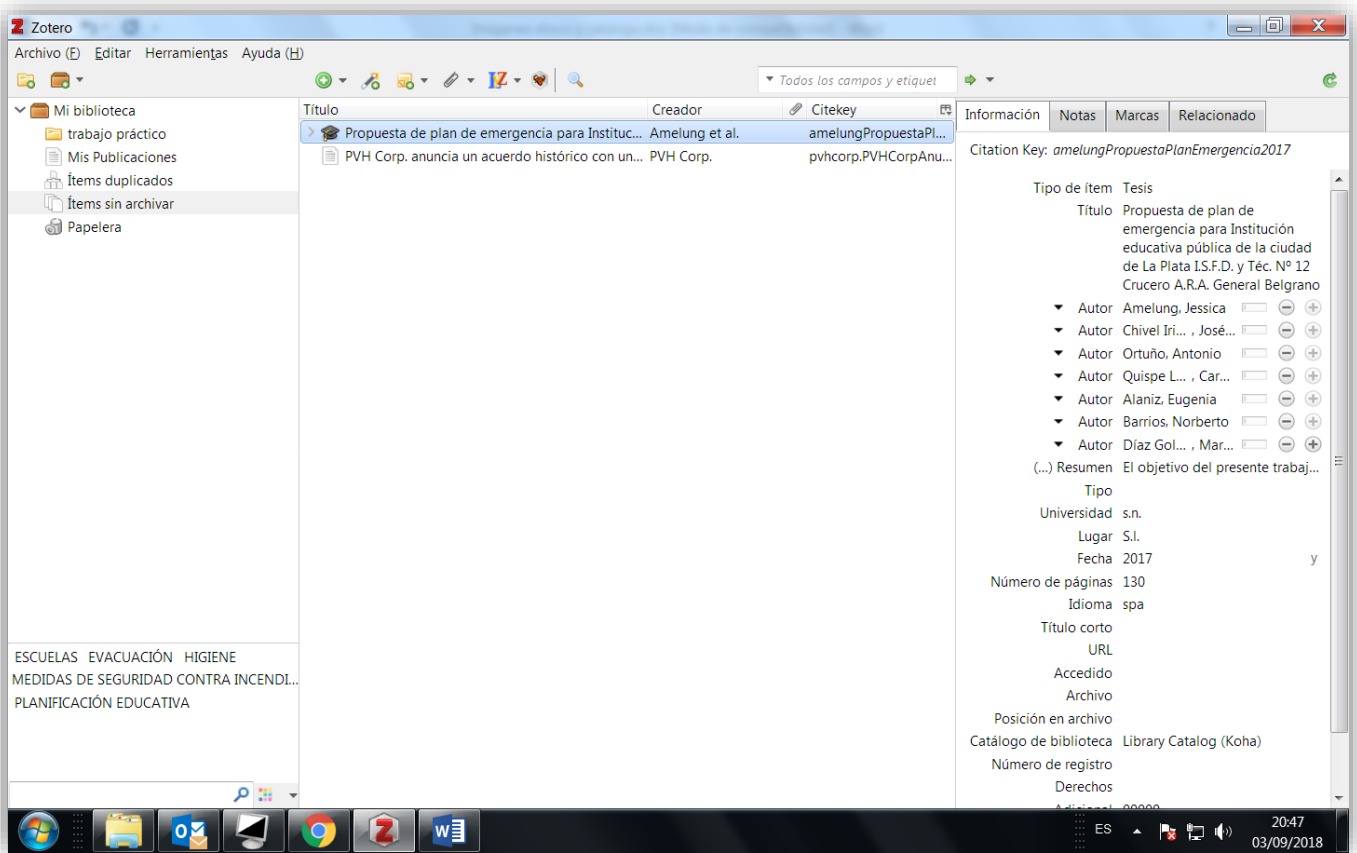 Zotero
Archivo (F) Editar Herramientas Ayuda (H)
Todos los campos y etiquet
Mi biblioteca
trabajo práctico
Mis Publicaciones
Ítems duplicados
Ítems sin archivar
Papelera
ESCUELAS EVACUACIÓN HIGIENE
MEDIDAS DE SEGURIDAD CONTRA INCENDI...
PLANIFICACIÓN EDUCATIVA
Título Creador Citekey
Propuesta de plan de emergencia para Instituc... Amelung et al. amelungPropuestaPl...
PVH Corp. anuncia un acuerdo histórico con un... PVH Corp. pvhcorp.PVHCorpAnu...
Información Notas Marcas Relacionado
Citation Key: amelungPropuestaPlanEmergencia2017
Tipo de ítem Tesis
Título Propuesta de plan de
emergencia para Institución
educativa pública de la ciudad
de La Plata I.S.F.D. y Téc. Nº 12
Crucero A.R.A. General Belgrano
Autor Amelung, Jessica
Autor Chivel Iri... , José...
Autor Ortuño, Antonio
Autor Quispe L... , Car...
Autor Alaniz, Eugenia
Autor Barrios, Norberto
Autor Díaz Gol... , Mar...
(...) Resumen El objetivo del presente trabaj...
Tipo
Universidad s.n.
Lugar S.l.
Fecha 2017 y
Número de páginas 130
Idioma spa
Título corto
URL
Accedido
Archivo
Posición en archivo
Catálogo de biblioteca Library Catalog (Koha)
Número de registro
Derechos
ES
20:47
03/09/2018